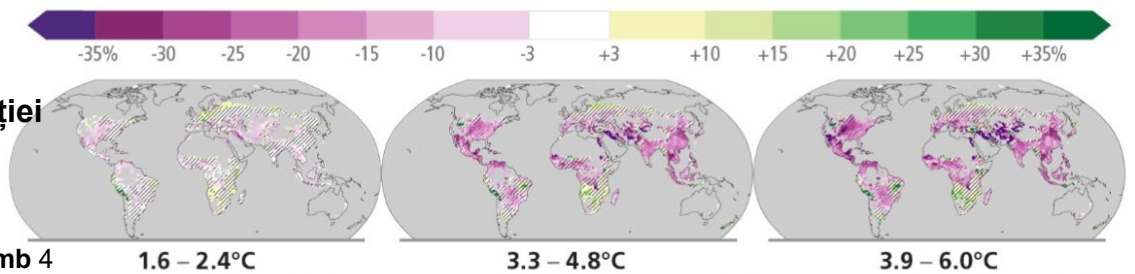 -35% -30 -25 -20 -15 -10 -3 +3 +10 +15 +20 +25 +30 +35%
ției
mb 4
1.6 – 2.4°C 3.3 – 4.8°C 3.9 – 6.0°C